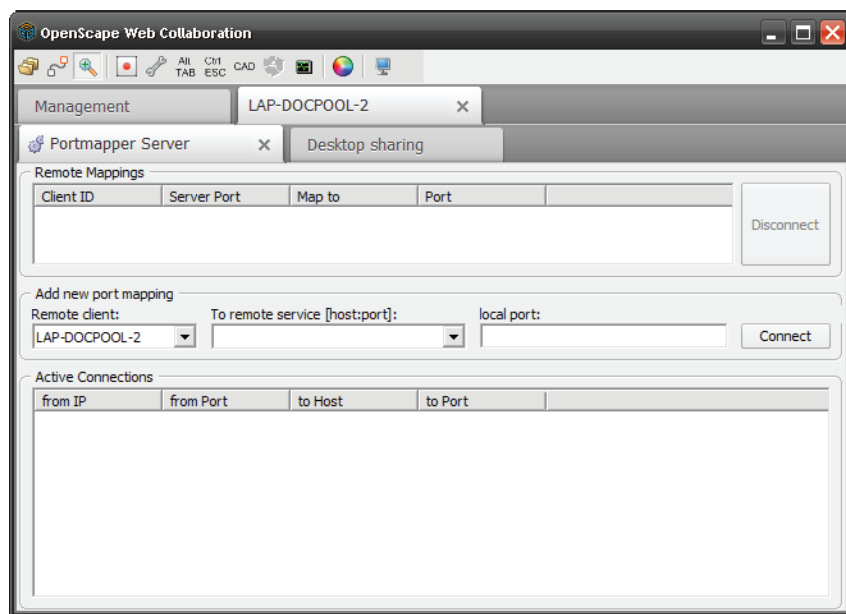 OpenScape Web Collaboration
All TAB Ctrl ESC CAD
Management LAP-DOCPOOL-2
Portmapper Server Desktop sharing
Remote Mappings
Client ID Server Port Map to Port
Disconnect
Add new port mapping
Remote client: To remote service [host:port]: local port:
LAP-DOCPOOL-2 Connect
Active Connections
from IP from Port to Host to Port